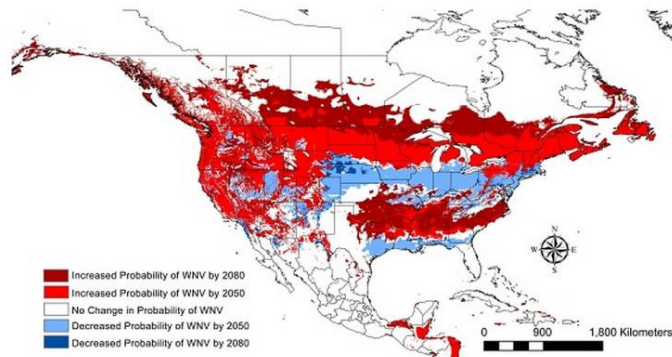 N
W E
S
Increased Probability of WNV by 2080
Increased Probability of WNV by 2050
No Change in Probability of WNV
Decreased Probability of WNV by 2050
Decreased Probability of WNV by 2080
0 900 1,800 Kilometers